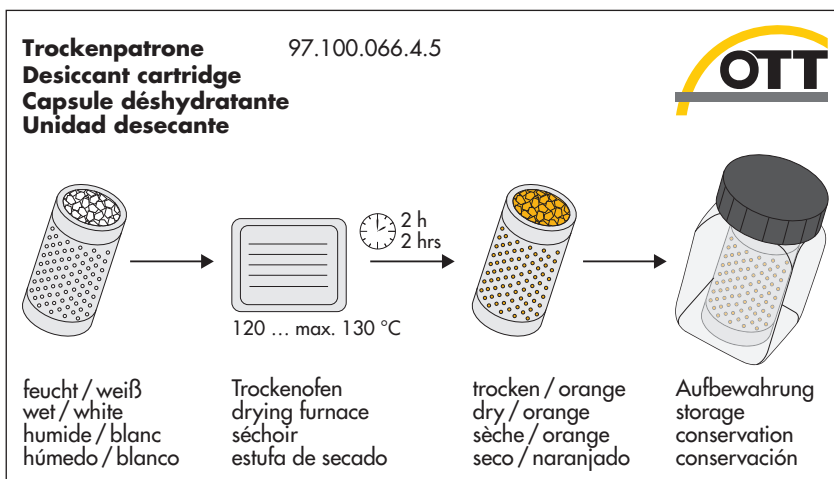 Trockenpatrone 97.100.066.4.5
Desiccant cartridge
Capsule déshydratante
Unidad desecante
OTT
2 h
2 hrs
120 ... max. 130 °C
feucht / weiß
wet / white
humide / blanc
húmedo / blanco
Trockenofen
drying furnace
séchoir
estufa de secado
trocken / orange
dry / orange
sèche / orange
seco / naranjado
Aufbewahrung
storage
conservation
conservación